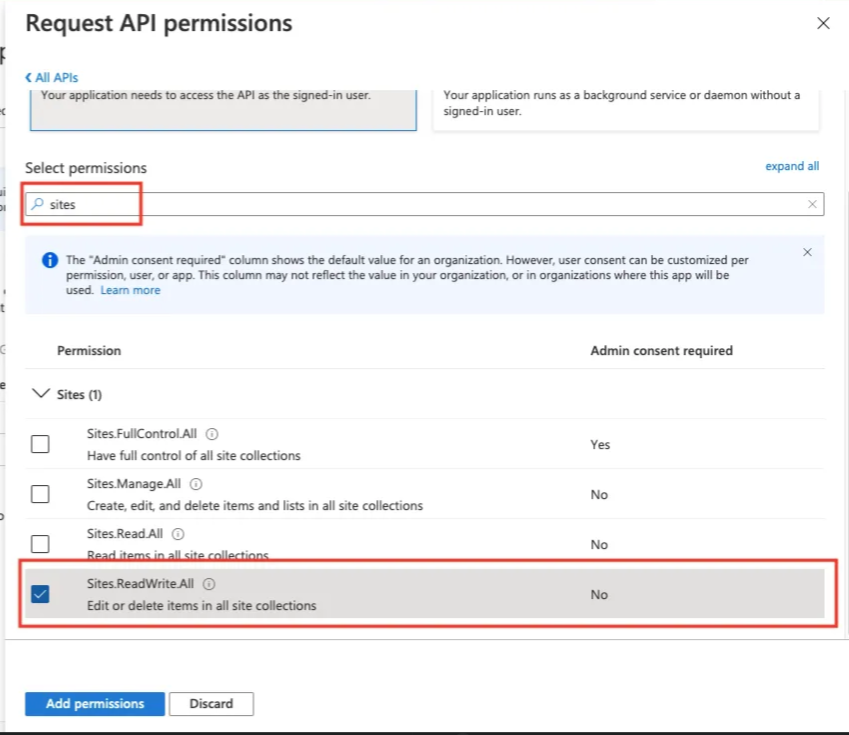 Request API permissions
All APIs
Your application needs to access the API as the signed-in user.
Your application runs as a background service or daemon without a
signed-in user.
Select permissions
expand all
sites
The "Admin consent required" column shows the default value for an organization. However, user consent can be customized per
permission, user, or app. This column may not reflect the value in your organization, or in organizations where this app will be
used. Learn more
Permission
Admin consent required
Sites (1)
Sites.FullControl.All
Have full control of all site collections
Yes
Sites.Manage.All
Create, edit, and delete items and lists in all site collections
No
Sites.Read.All
Read items in all site collections
No
Sites.ReadWrite.All
Edit or delete items in all site collections
No
Add permissions
Discard